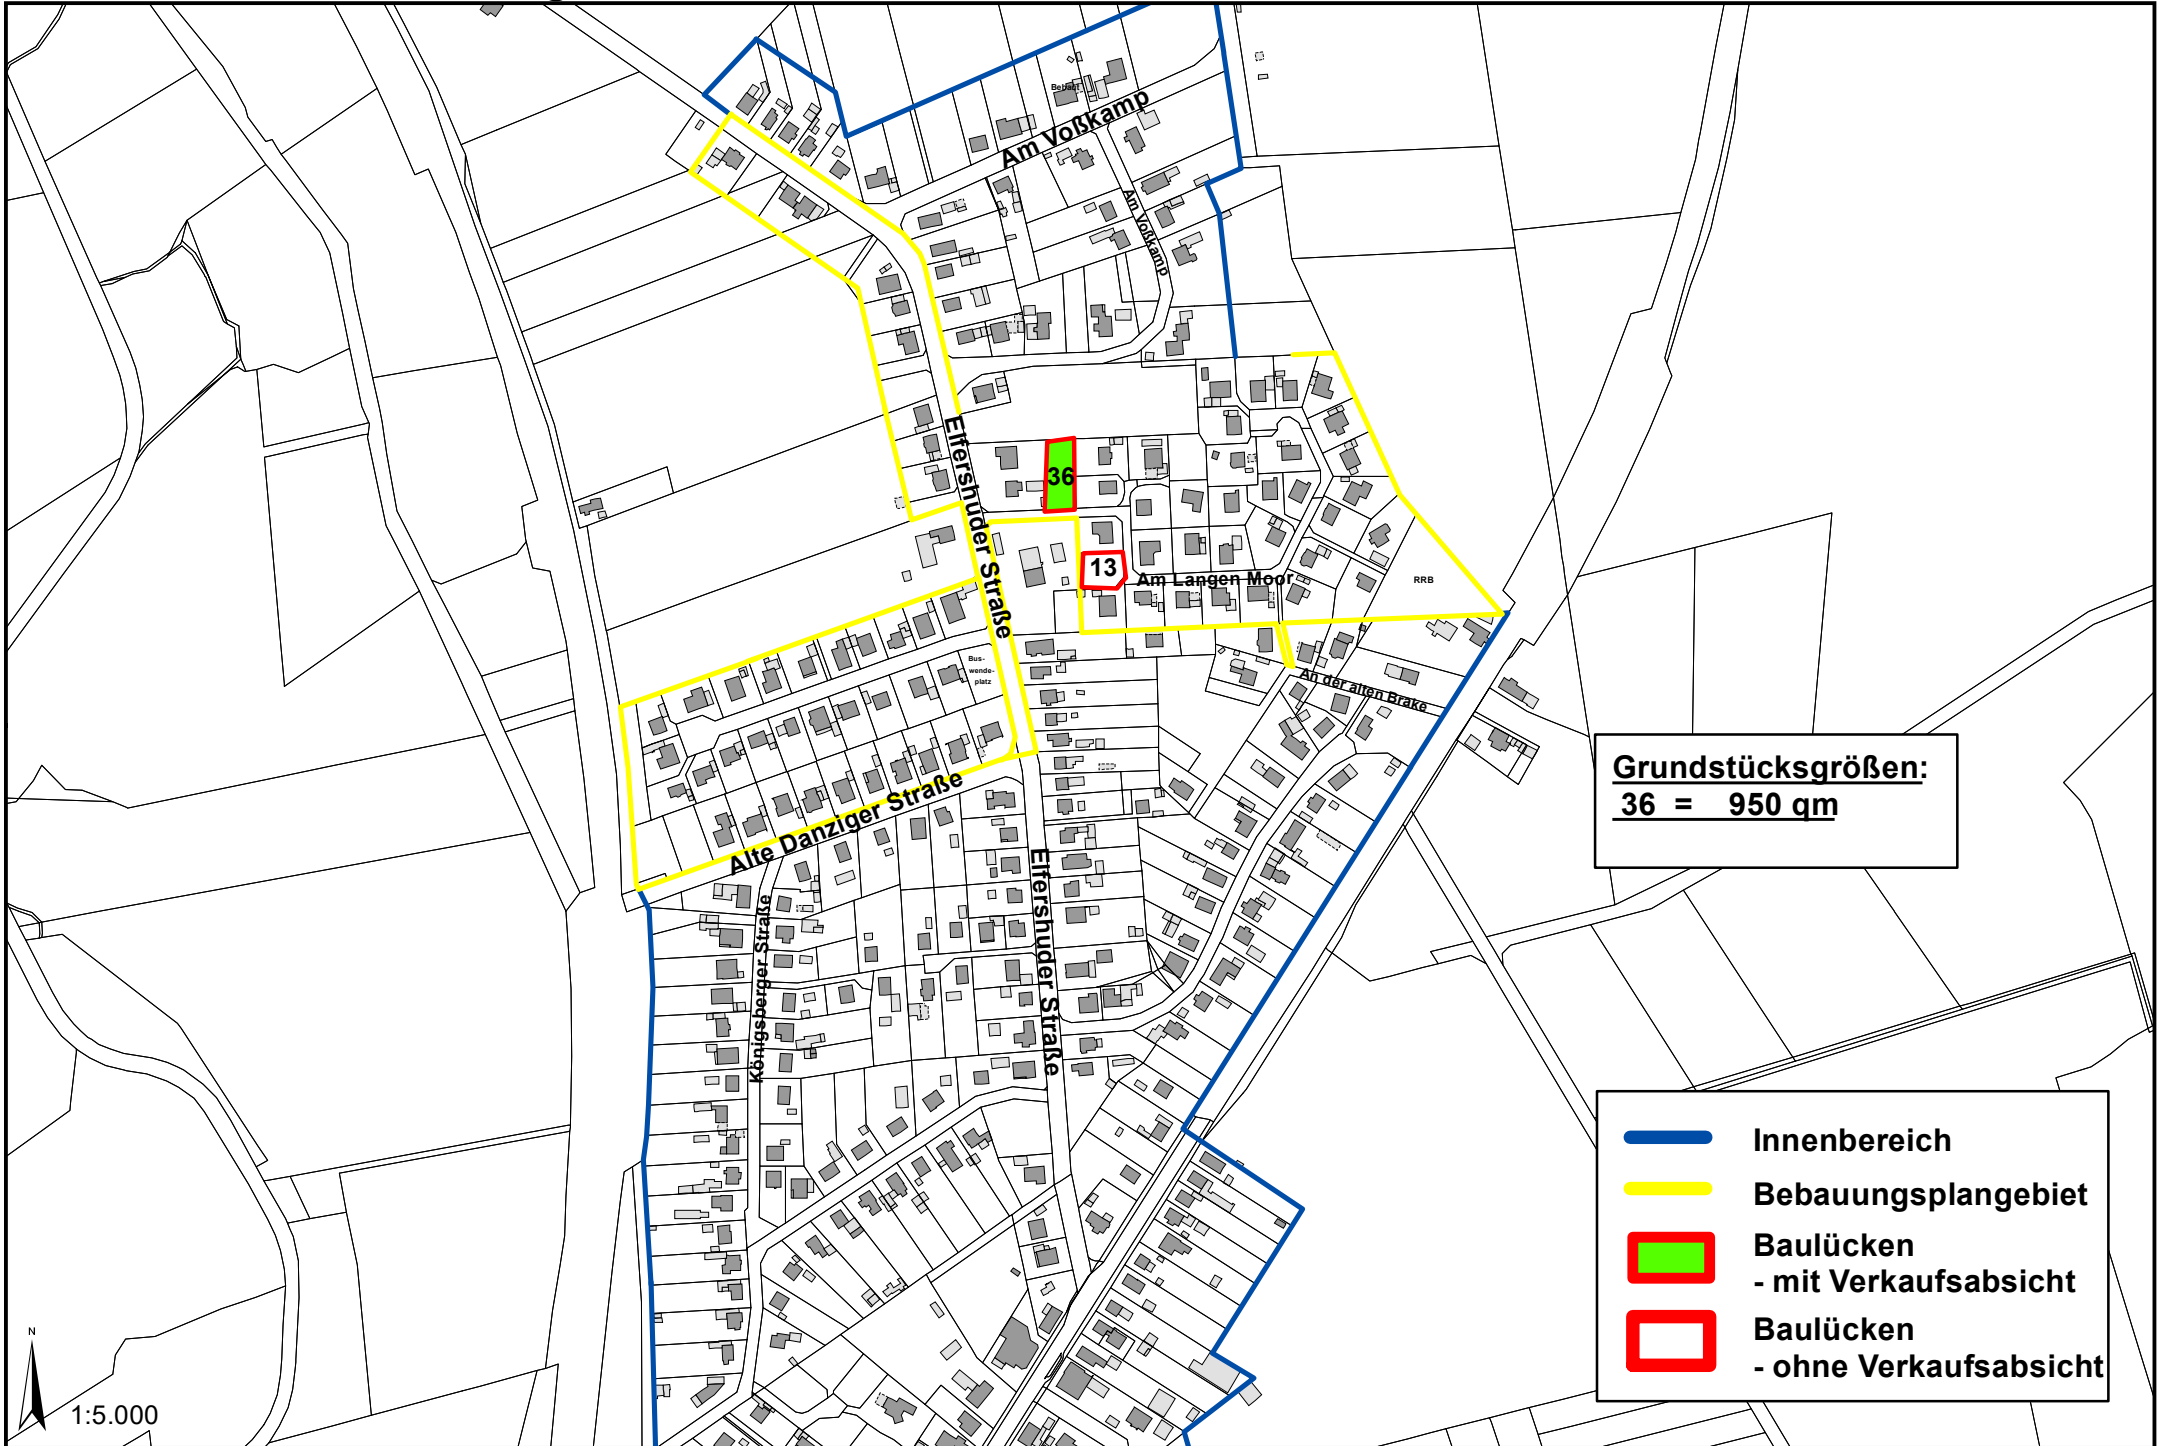 Bebaut
Am Voßkamp
Am Voßkamp
Elfershuder Straße
36
13
Am Langen Moor
RRB
Bus-
wende-
platz
An der alten Brake
Alte Danziger Straße
Elfershuder Straße
Königsberger Straße
Grundstücksgrößen:
36 = 950 qm
Innenbereich
Bebauungsplangebiet
Baulücken
- mit Verkaufsabsicht
Baulücken
- ohne Verkaufsabsicht
N
1:5.000